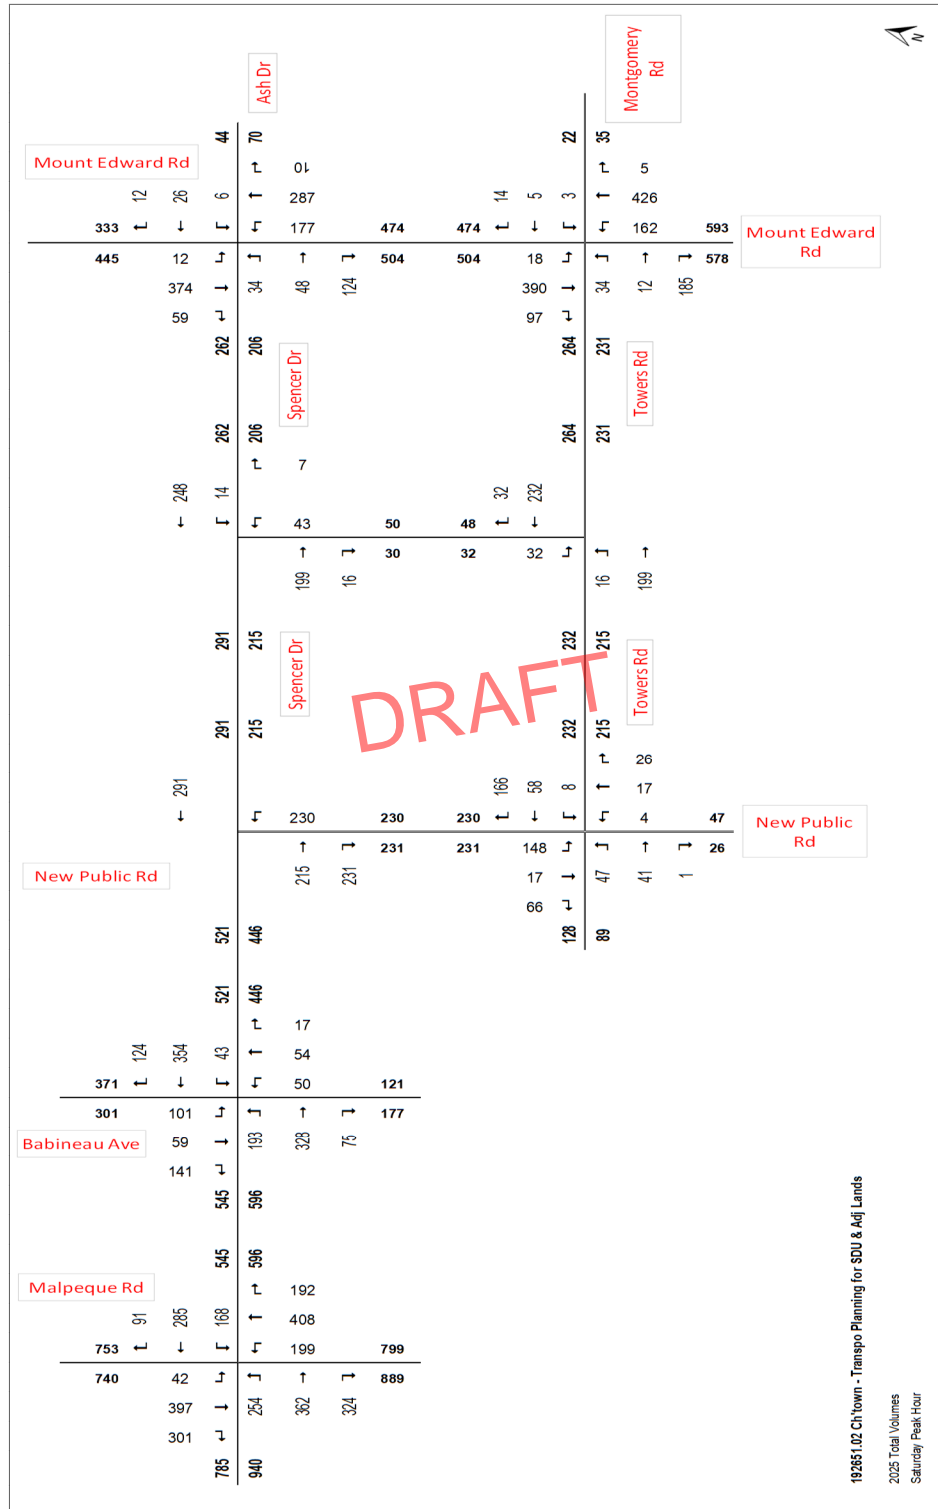 N
Ash Dr
Montgomery
Rd
44 70 22 35
Mount Edward Rd
10 5
12 26 6 287 14 5 3 426
333 177 474 474 162 593
Mount Edward
Rd
445 12 504 504 18 578
374 34 48 124 390 34 12 185
59 97
262 206 264 231
Spencer Dr
Towers Rd
262 206 264 231
7
248 14 32 232
43 50 48
30 32 32
199 16 16 199
291 215 232 215
Spencer Dr
Towers Rd
DRAFT
291 215 232 215
26
291 166 58 8 17
230 230 230 4 47
New Public
Rd
231 231 148 26
New Public Rd
215 231 17 47 41 1
66
521 446 128 89
521 446
17
124 354 43 54
371 50 121
301 101 177
Babineau Ave
59 193 328 75
141
545 596
545 596
Malpeque Rd
192
91 285 168 408
753 199 799
740 42 889
397 254 362 324
301
785 940
192651.02 Ch'town - Transpo Planning for SDU & Adj Lands
2025 Total Volumes
Saturday Peak Hour